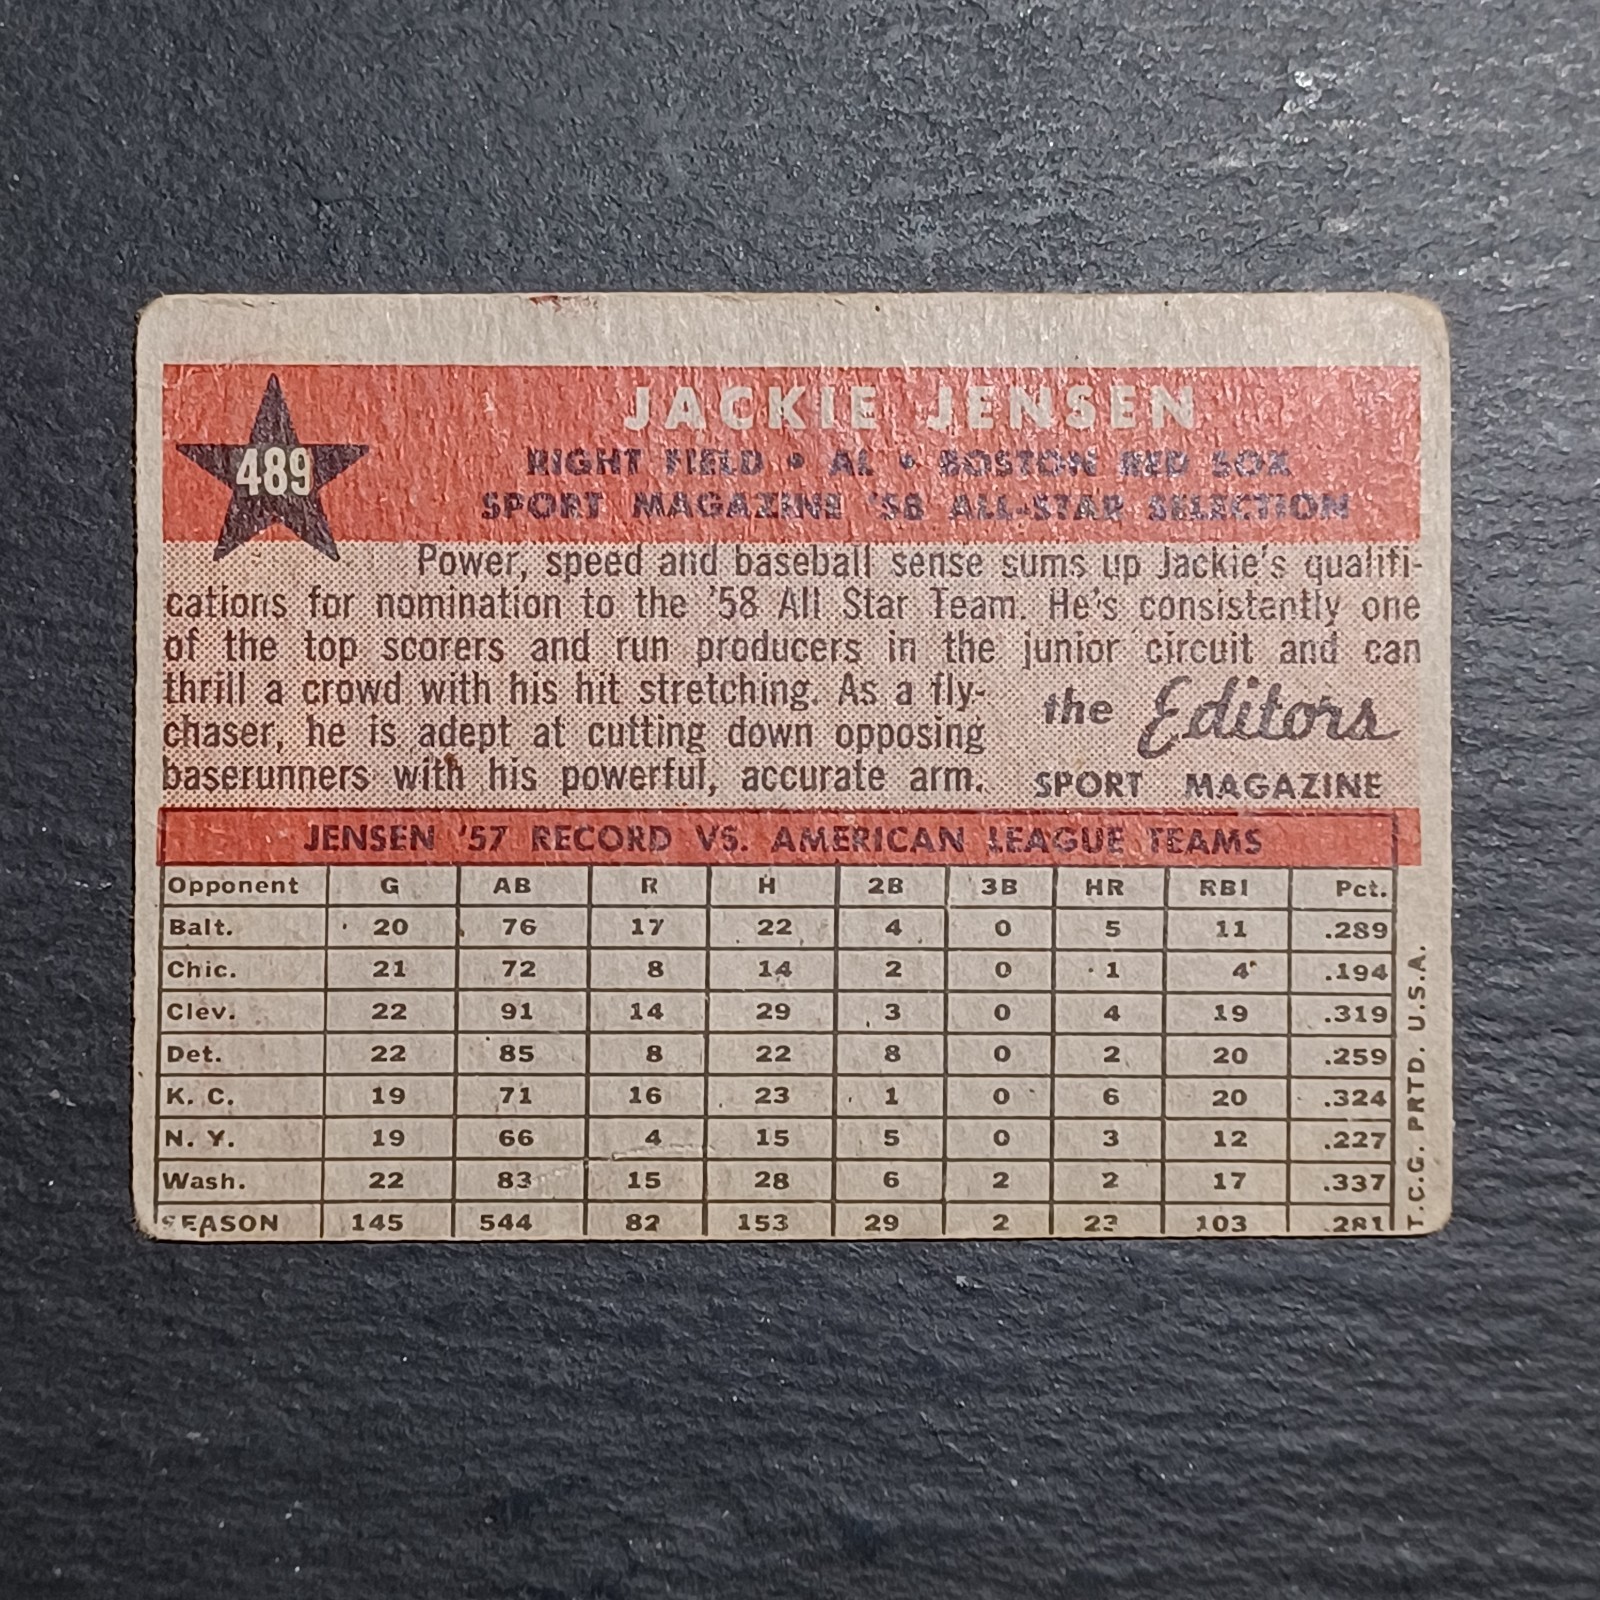 JACKIE JENSEN
489
RIGHT FIELD • AL • BOSTON RED SOX
SPORT MAGAZINE '58 ALL-STAR SELECTION
Power, speed and baseball sense sums up Jackie's qualifi-
cations for nomination to the '58 All Star Team. He's consistently one
of the top scorers and run producers in the junior circuit and can
thrill a crowd with his hit stretching. As a fly-
chaser, he is adept at cutting down opposing
baserunners with his powerful, accurate arm.
the Editors
SPORT MAGAZINE
JENSEN '57 RECORD VS. AMERICAN LEAGUE TEAMS
Opponent G AB R H 2B 3B HR RBI Pct.
Balt. 20 76 17 22 4 0 5 11 .289
Chic. 21 72 8 14 2 0 1 4 .194
Clev. 22 91 14 29 3 0 4 19 .319
Det. 22 85 8 22 8 0 2 20 .259
K. C. 19 71 16 23 1 0 6 20 .324
N. Y. 19 66 4 15 5 0 3 12 .227
Wash. 22 83 15 28 6 2 2 17 .337
SEASON 145 544 82 153 29 2 23 103 .281
T.C.G. PRTD. U.S.A.